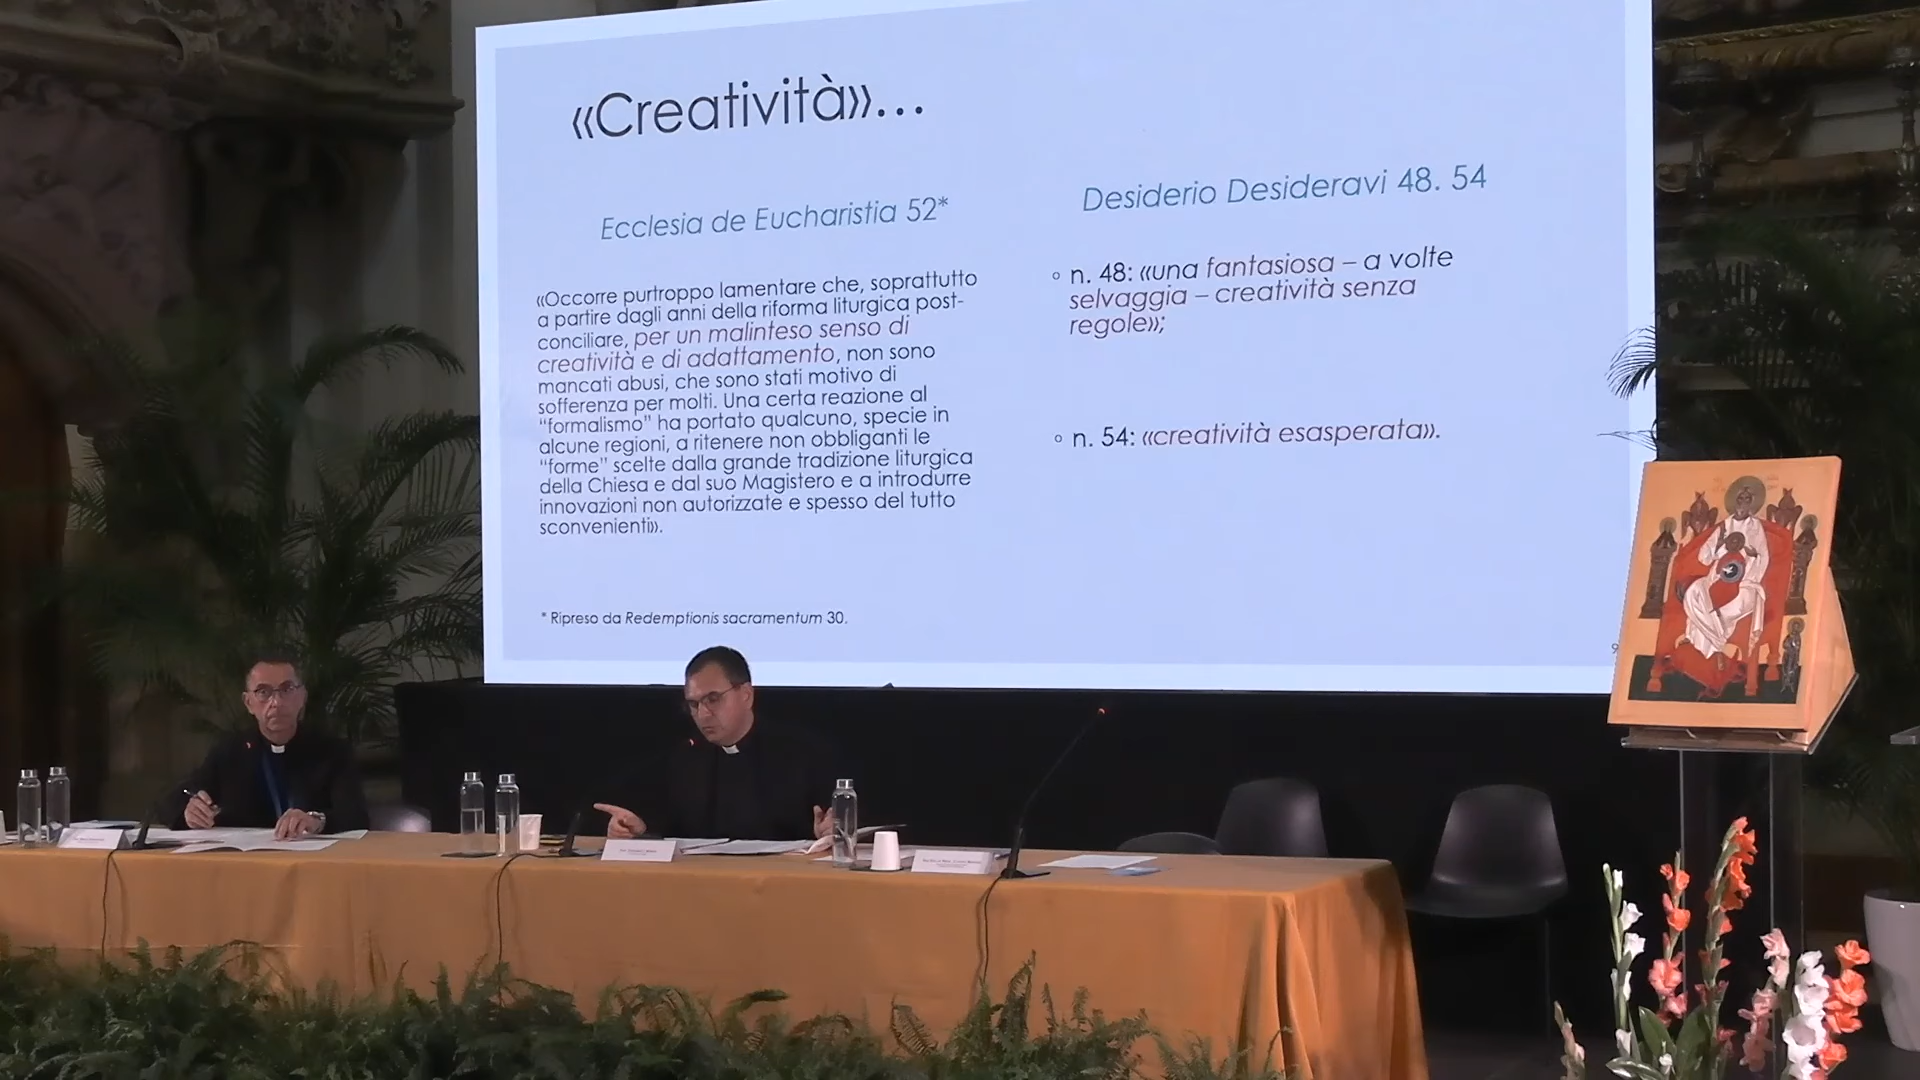 «Creatività»...
Ecclesia de Eucharistia 52*
«Occorre purtroppo lamentare che, soprattutto
a partire dagli anni della riforma liturgica post-
conciliare, per un malinteso senso di
creatività e di adattamento, non sono
mancati abusi, che sono stati motivo di
sofferenza per molti. Una certa reazione al
"formalismo" ha portato qualcuno, specie in
alcune regioni, a ritenere non obbliganti le
"forme" scelte dalla grande tradizione liturgica
della Chiesa e dal suo Magistero e a introdurre
innovazioni non autorizzate e spesso del tutto
sconvenienti».
* Ripreso da Redemptionis sacramentum 30.
Desiderio Desideravi 48. 54
n. 48: «una fantasiosa – a volte
selvaggia – creatività senza
regole»;
n. 54: «creatività esasperata».
9